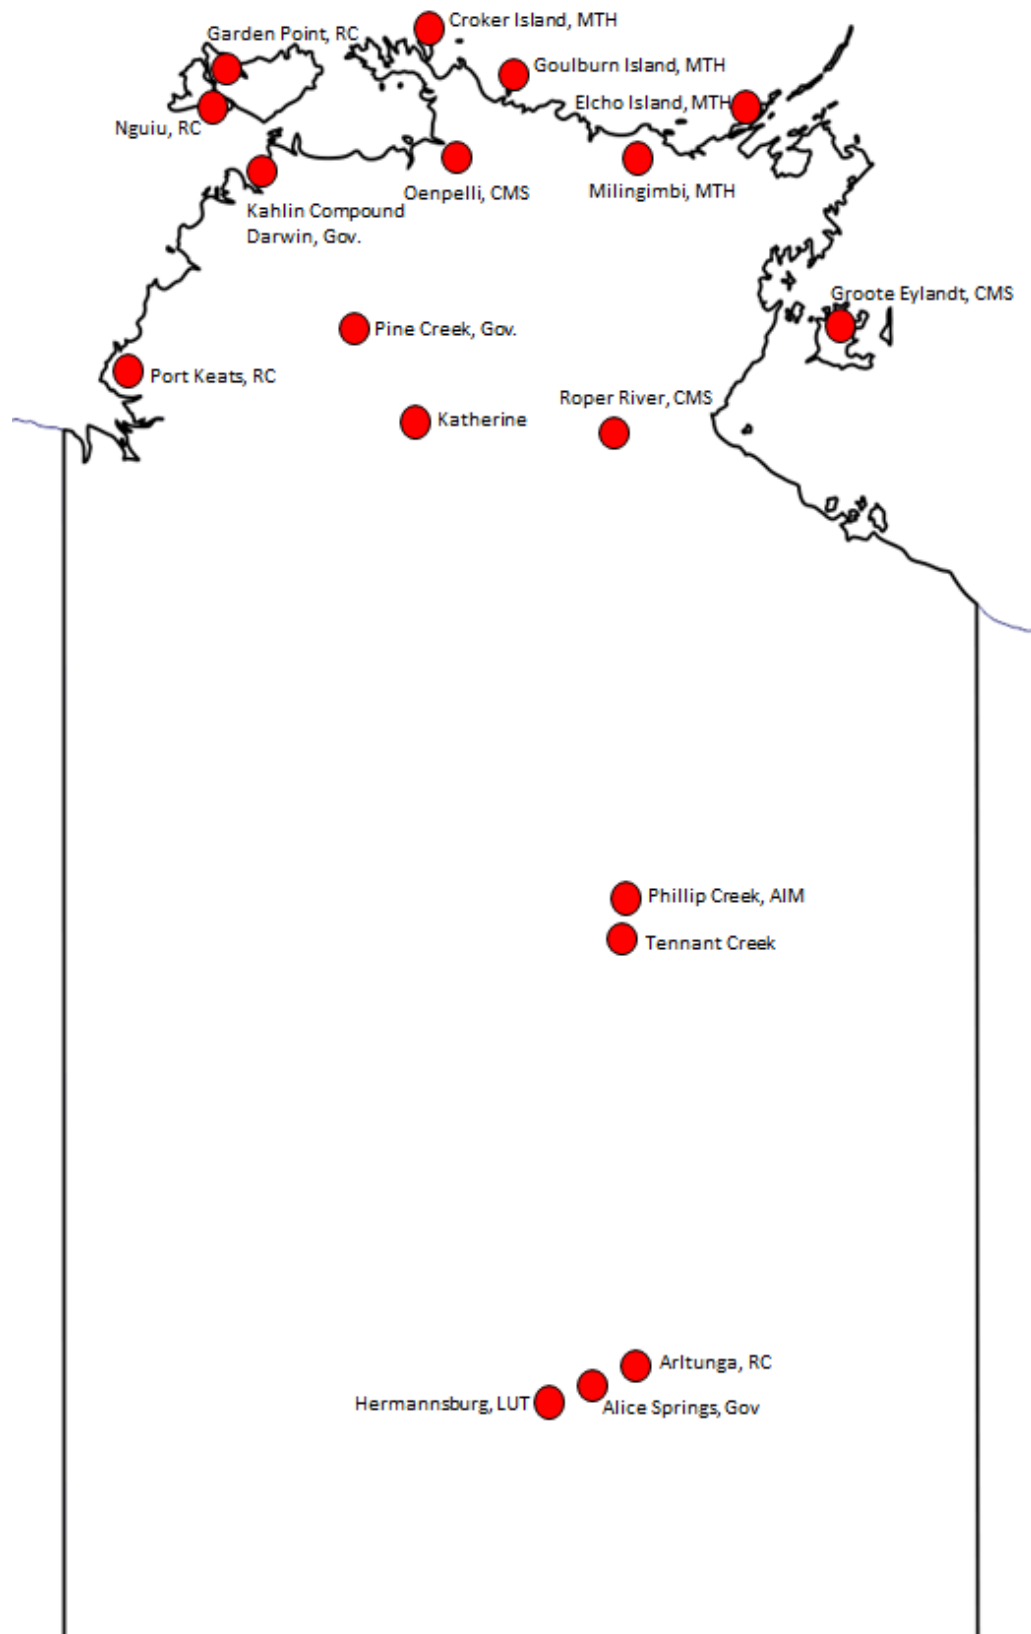 Croker Island, MTH
Garden Point, RC
Goulburn Island, MTH
Elcho Island, MTH
Nguiu, RC
Oenpelli, CMS
Milingimbi, MTH
Kahlin Compound
Darwin, Gov.
Groote Eylandt, CMS
Pine Creek, Gov.
Port Keats, RC
Roper River, CMS
Katherine
Phillip Creek, AIM
Tennant Creek
Arltunga, RC
Hermannsburg, LUT
Alice Springs, Gov